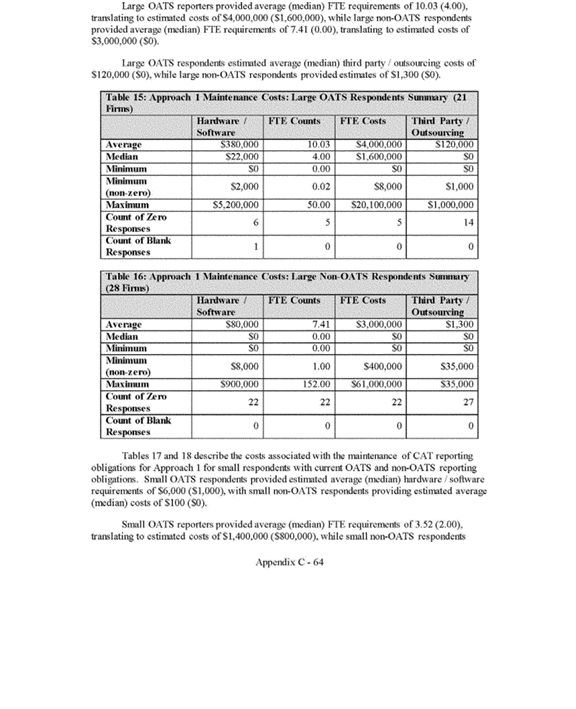 Large OATS reporters provided average (median) FTE requirements of 10.03 (4.00),
translating to estimated costs of $4,000,000 ($1,600,000), while large non-OATS respondents
provided average (median) FTE requirements of 7.41 (0.00), translating to estimated costs of
$3,000,000 ($0).
Large OATS respondents estimated average (median) third party / outsourcing costs of
$120,000 ($0), while large non-OATS respondents provided estimates of $1,300 ($0).
Table 15: Approach 1 Maintenance Costs: Large OATS Respondents Summary (21
Firms)
Hardware / FTE Counts FTE Costs Third Party /
Software Outsourcing
Average $380,000 10.03 $4,000,000 $120,000
Median $22,000 4.00 $1,600,000 $0
Minimum $0 0.00 $0 $0
Minimum
(non-zero) $2,000 0.02 $8,000 $1,000
Maximum $5,200,000 50.00 $20,100,000 $1,000,000
Count of Zero
Responses 6 5 5 14
Count of Blank
Responses 1 0 0 0
Table 16: Approach 1 Maintenance Costs: Large Non-OATS Respondents Summary
(28 Firms)
Hardware / FTE Counts FTE Costs Third Party /
Software Outsourcing
Average $80,000 7.41 $3,000,000 $1,300
Median $0 0.00 $0 $0
Minimum $0 0.00 $0 $0
Minimum
(non-zero) $8,000 1.00 $400,000 $35,000
Maximum $900,000 152.00 $61,000,000 $35,000
Count of Zero
Responses 22 22 22 27
Count of Blank
Responses 0 0 0 0
Tables 17 and 18 describe the costs associated with the maintenance of CAT reporting
obligations for Approach 1 for small respondents with current OATS and non-OATS reporting
obligations. Small OATS respondents provided estimated average (median) hardware / software
requirements of $6,000 ($1,000), with small non-OATS respondents providing estimated average
(median) costs of $100 ($0).
Small OATS reporters provided average (median) FTE requirements of 3.52 (2.00),
translating to estimated costs of $1,400,000 ($800,000), while small non-OATS respondents
Appendix C - 64